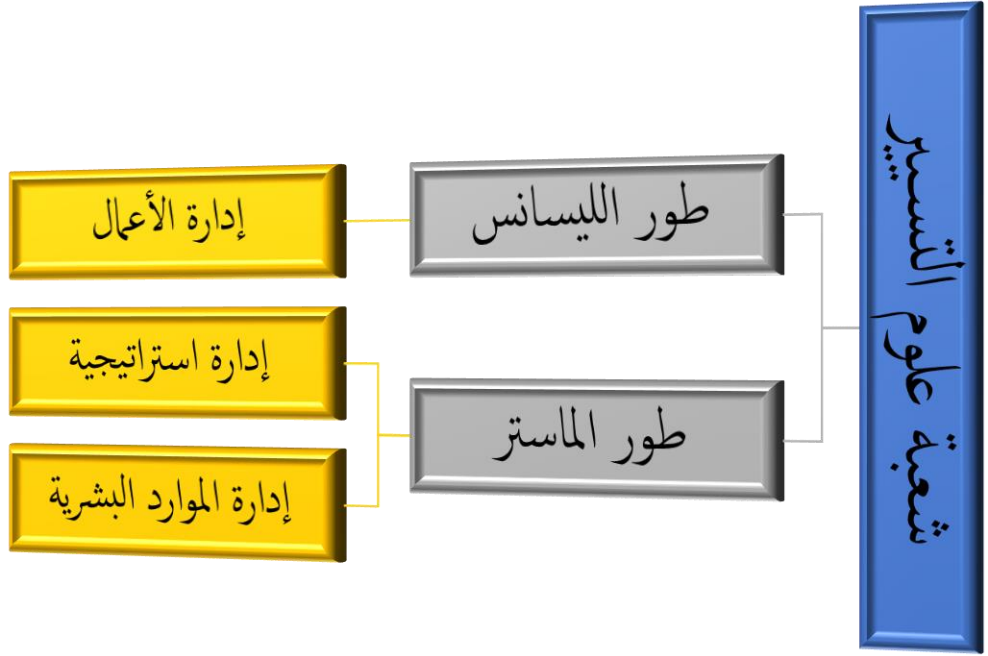 شعبة علوم التسيير
طور الليسانس
إدارة الأعمال
طور الماستر
إدارة استراتيجية
إدارة الموارد البشرية